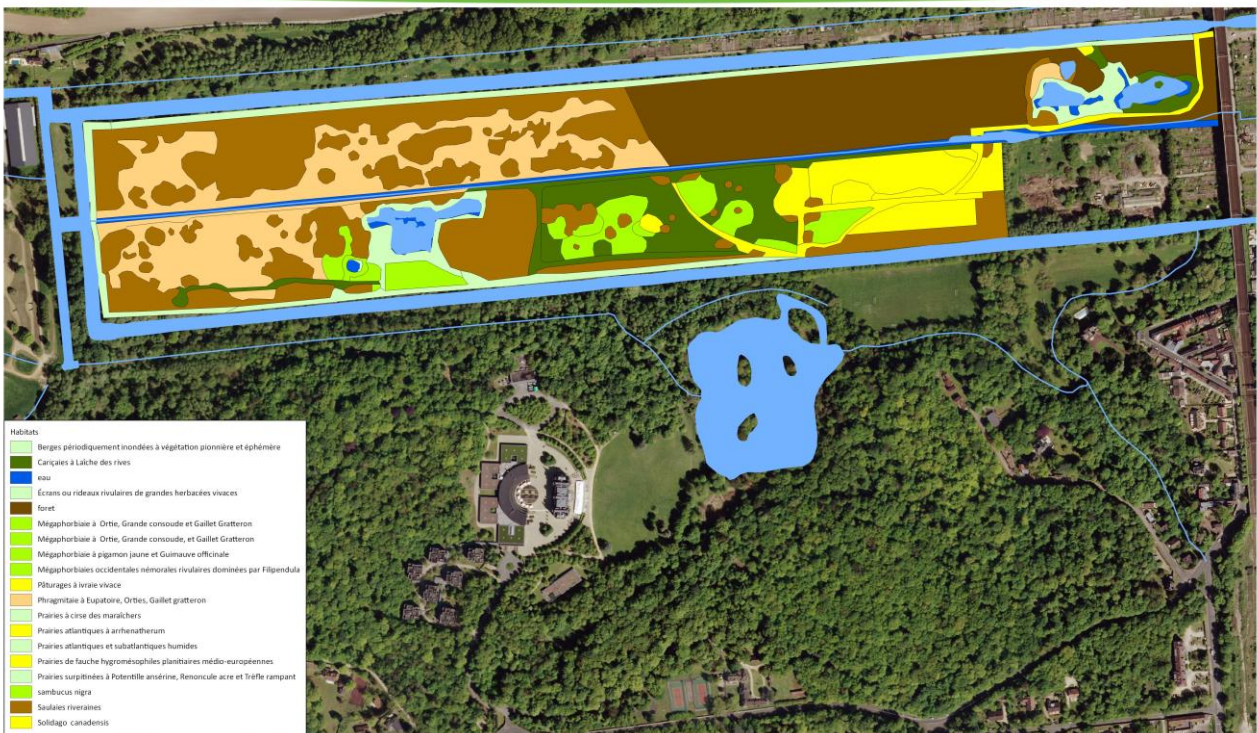 Habitats
Berges périodiquement inondées à végétation pionnière et éphémère
Cariçaies à Laîche des rives
eau
Écrans ou rideaux rivulaires de grandes herbacées vivaces
foret
Mégaphorbiaie à Ortie, Grande consoude et Gaillet Gratteron
Mégaphorbiaie à Ortie, Grande consoude, et Gaillet Gratteron
Mégaphorbiaie à pigamon jaune et Guimauve officinale
Mégaphorbiaies occidentales némorales rivulaires dominées par Filipendula
Pâturages à ivraie vivace
Phragmitaie à Eupatoire, Orties, Gaillet gratteron
Prairies à cirse des maraîchers
Prairies atlantiques à arrhenatherum
Prairies atlantiques et subatlantiques humides
Prairies de fauche hygromésophiles planitiaires médio-européennes
Prairies surpitinées à Potentille ansérine, Renoncule acre et Trèfle rampant
sambucus nigra
Saulaies riveraines
Solidago canadensis